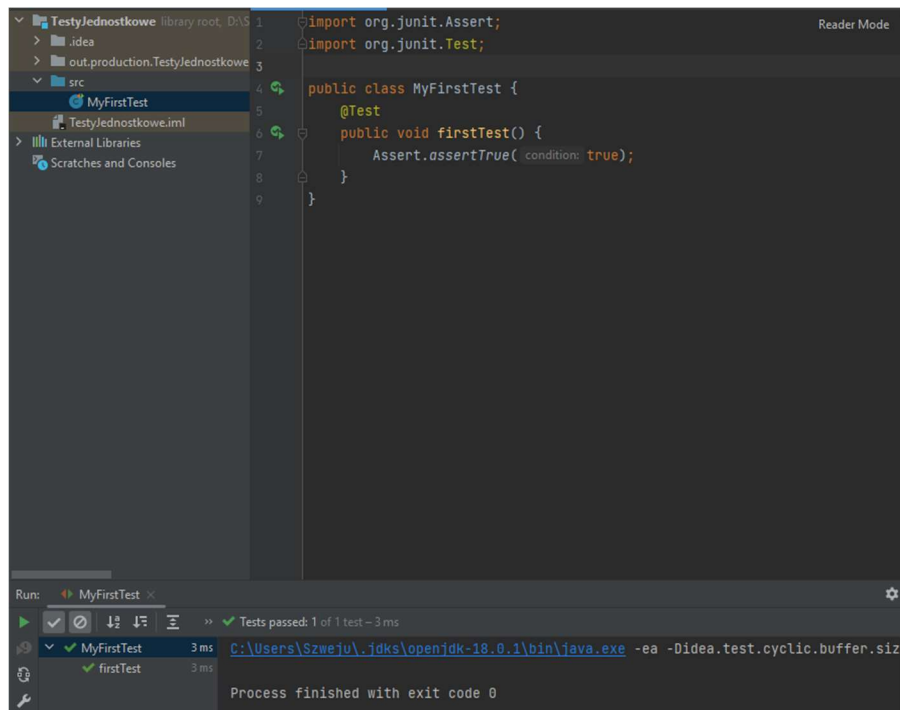 TestyJednostkowe library root, D:\S
.idea
out.production.TestyJednostkowe
src
MyFirstTest
TestyJednostkowe.iml
External Libraries
Scratches and Consoles
Reader Mode
1 import org.junit.Assert;
2 import org.junit.Test;
3
4 public class MyFirstTest {
5 @Test
6 public void firstTest() {
7 Assert.assertTrue( condition: true);
8 }
9 }
Run: MyFirstTest
Tests passed: 1 of 1 test – 3 ms
MyFirstTest 3 ms
firstTest 3 ms
C:\Users\Szweju\.jdks\openjdk-18.0.1\bin\java.exe -ea -Didea.test.cyclic.buffer.siz
Process finished with exit code 0